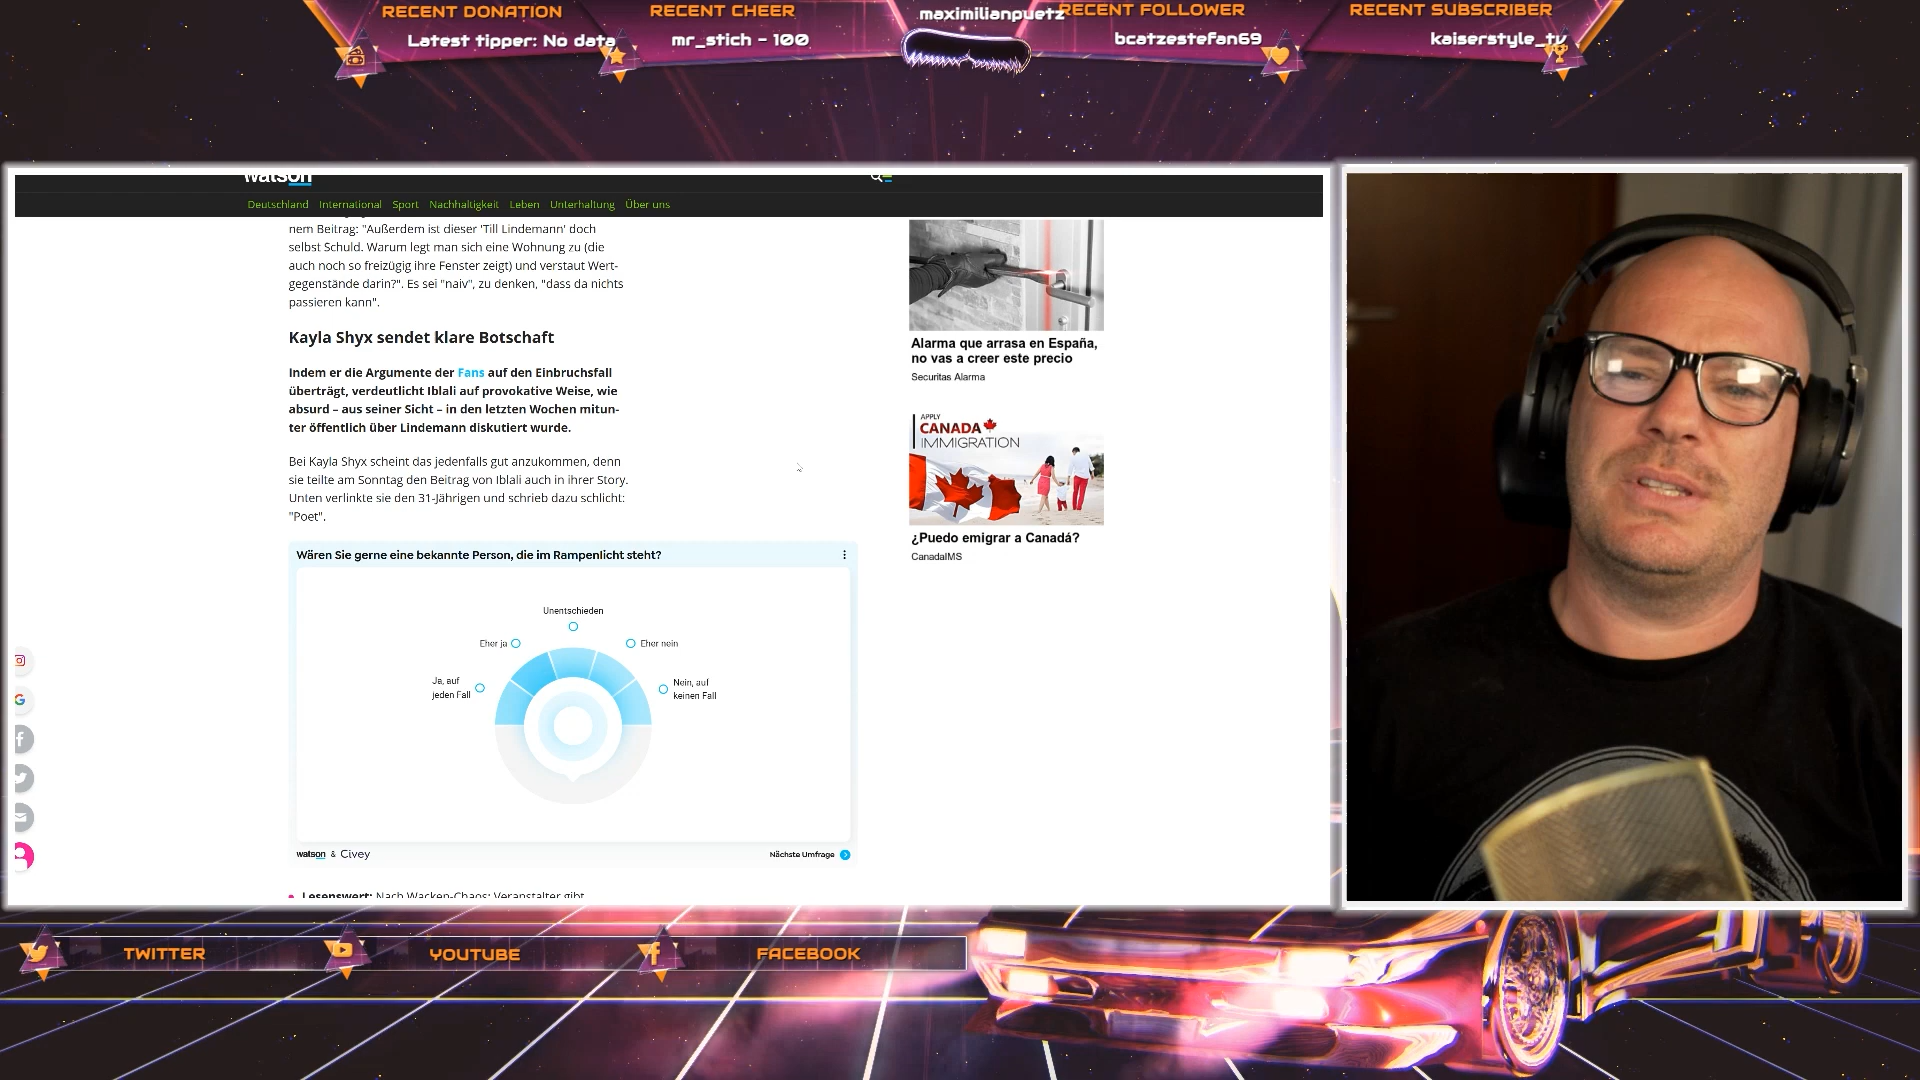 RECENT DONATION
Latest tipper: No data
RECENT CHEER
mr_stich - 100
maximilianpuetz
RECENT FOLLOWER
bcatzestefan69
RECENT SUBSCRIBER
kaiserstyle_tv
watson
Deutschland International Sport Nachhaltigkeit Leben Unterhaltung Über uns
nem Beitrag: "Außerdem ist dieser 'Till Lindemann' doch
selbst Schuld. Warum legt man sich eine Wohnung zu (die
auch noch so freizügig ihre Fenster zeigt) und verstaut Wert-
gegenstände darin?". Es sei "naiv", zu denken, "dass da nichts
passieren kann".
Kayla Shyx sendet klare Botschaft
Indem er die Argumente der Fans auf den Einbruchsfall
überträgt, verdeutlicht Iblali auf provokative Weise, wie
absurd – aus seiner Sicht – in den letzten Wochen mitun-
ter öffentlich über Lindemann diskutiert wurde.
Bei Kayla Shyx scheint das jedenfalls gut anzukommen, denn
sie teilte am Sonntag den Beitrag von Iblali auch in ihrer Story.
Unten verlinkte sie den 31-Jährigen und schrieb dazu schlicht:
"Poet".
Wären Sie gerne eine bekannte Person, die im Rampenlicht steht?
Unentschieden
Eher ja
Eher nein
Ja, auf
jeden Fall
Nein, auf
keinen Fall
watson & Civey
Nächste Umfrage
Lesenswert: Nach Wacken-Chaos: Veranstalter gibt
Alarma que arrasa en España,
no vas a creer este precio
Securitas Alarma
APPLY
CANADA
IMMIGRATION
¿Puedo emigrar a Canadá?
CanadaIMS
TWITTER
YOUTUBE
FACEBOOK